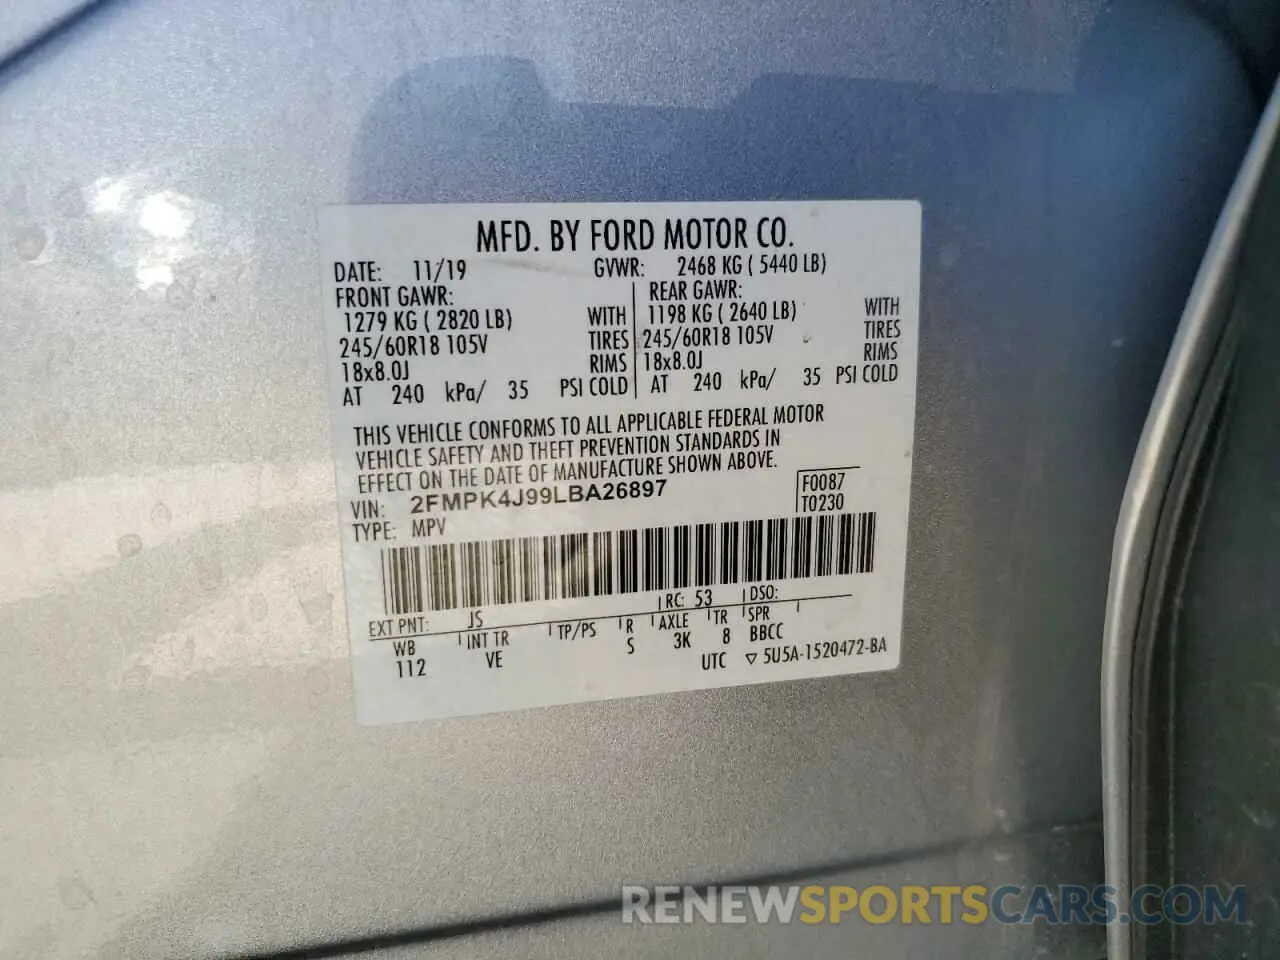 MFD. BY FORD MOTOR CO.
DATE: 11/19 GVWR: 2468 KG ( 5440 LB)
FRONT GAWR: REAR GAWR:
1279 KG ( 2820 LB) WITH 1198 KG ( 2640 LB) WITH
245/60R18 105V TIRES 245/60R18 105V TIRES
18x8.0J RIMS 18x8.0J RIMS
AT 240 kPa/ 35 PSI COLD AT 240 kPa/ 35 PSI COLD
THIS VEHICLE CONFORMS TO ALL APPLICABLE FEDERAL MOTOR
VEHICLE SAFETY AND THEFT PREVENTION STANDARDS IN
EFFECT ON THE DATE OF MANUFACTURE SHOWN ABOVE.
VIN: 2FMPK4J99LBA26897 F0087
TYPE: MPV T0230
EXT PNT: JS RC: 53 DSO:
WB INT TR TP/PS R AXLE TR SPR
112 VE S 3K 8 BBCC
UTC ▽ 5U5A-1520472-BA
RENEWSPORTSCARS.COM